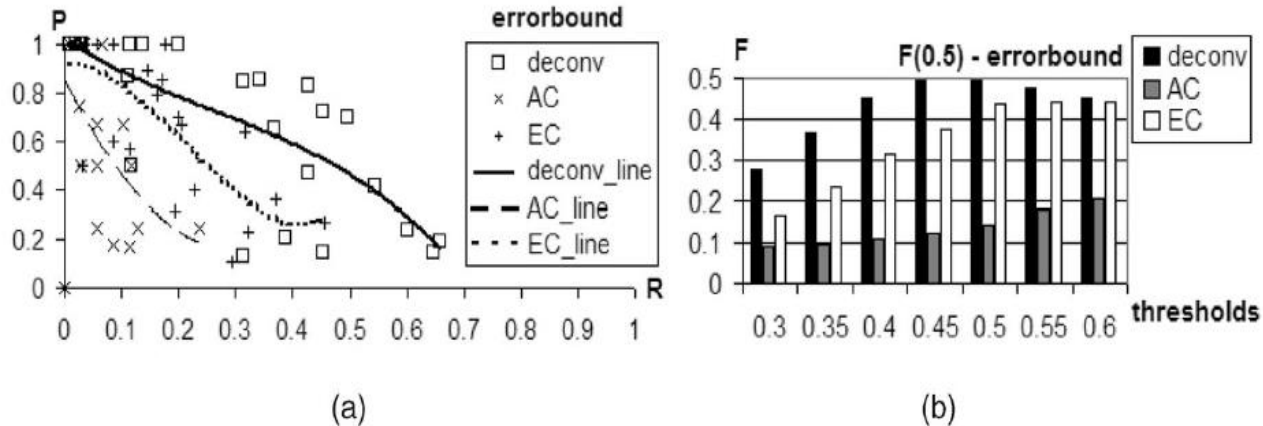 P
errorbound
1
0.8
0.6
0.4
0.2
0
deconv
AC
EC
deconv_line
AC_line
EC_line
R
0 0.1 0.2 0.3 0.4 0.5 0.6 0.7 0.8 0.9 1
(a)
F
F(0.5) - errorbound
0.5
0.4
0.3
0.2
0.1
0
deconv
AC
EC
0.3 0.35 0.4 0.45 0.5 0.55 0.6
thresholds
(b)